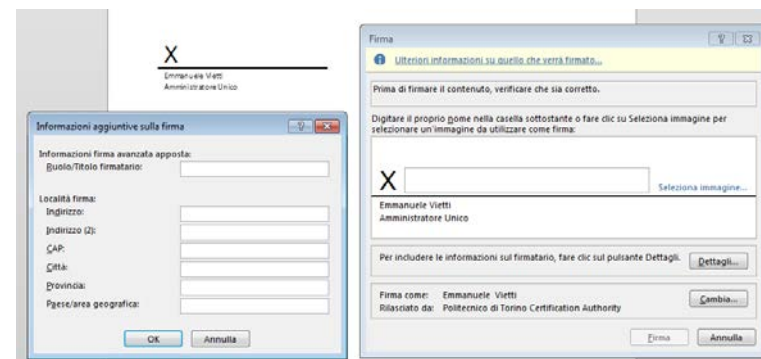 X
Emmanuele Vietti
Amministratore Unico
Informazioni aggiuntive sulla firma
Informazioni firma avanzata apposta:
Ruolo/Titolo firmatario:
Località firma:
Indirizzo:
Indirizzo (2):
CAP:
Città:
Provincia:
Paese/area geografica:
OK Annulla
Firma
Ulteriori informazioni su quello che verrà firmato...
Prima di firmare il contenuto, verificare che sia corretto.
Digitare il proprio nome nella casella sottostante o fare clic su Seleziona immagine per
selezionare un'immagine da utilizzare come firma:
X
Seleziona immagine...
Emmanuele Vietti
Amministratore Unico
Per includere le informazioni sul firmatario, fare clic sul pulsante Dettagli. Dettagli...
Firma come: Emmanuele Vietti
Rilasciato da: Politecnico di Torino Certification Authority
Cambia...
Firma Annulla